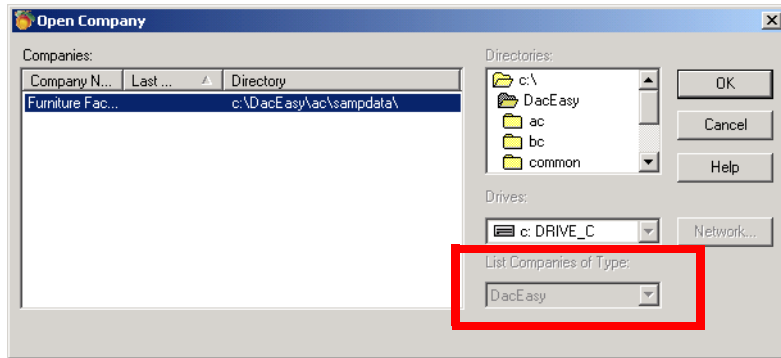 Open Company
Companies:
Company N... Last ... Directory
Furniture Fac... c:\DacEasy\ac\sampdata\
Directories:
c:\
DacEasy
ac
bc
common
Drives:
c: DRIVE_C
List Companies of Type:
DacEasy
OK
Cancel
Help
Network...